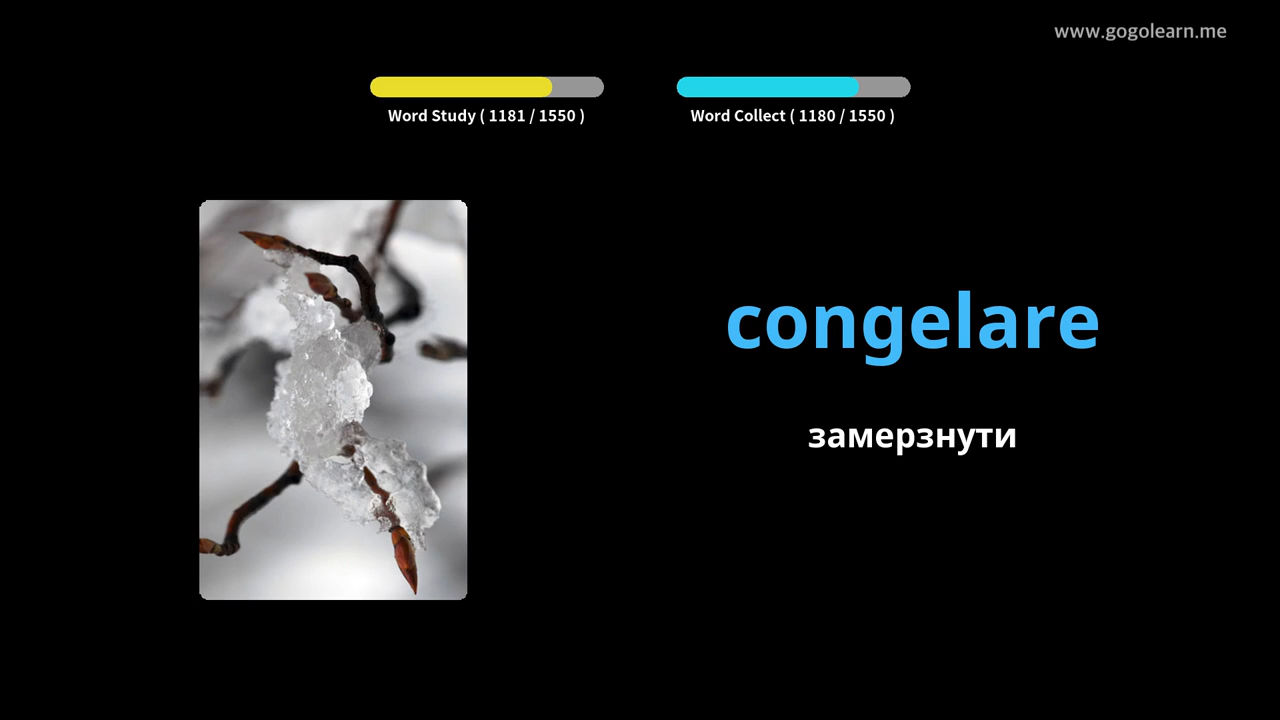 www.gogolearn.me
Word Study ( 1181 / 1550 )
Word Collect ( 1180 / 1550 )
congelare
замерзнути